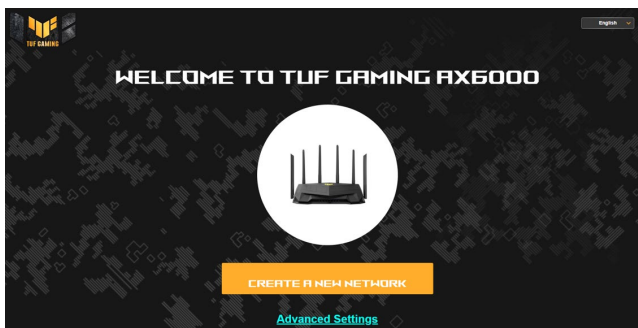 TUF GAMING
English
WELCOME TO TUF GAMING AX6000
CREATE A NEW NETWORK
Advanced Settings